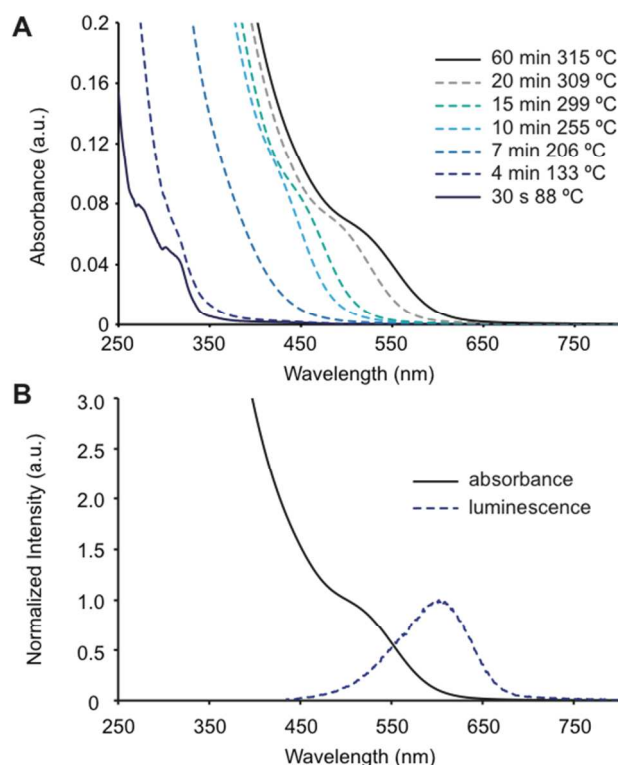 A
0.2
0.16
0.12
0.08
0.04
0
Absorbance (a.u.)
60 min 315 ºC
20 min 309 ºC
15 min 299 ºC
10 min 255 ºC
7 min 206 ºC
4 min 133 ºC
30 s 88 ºC
250 350 450 550 650 750
Wavelength (nm)
B
3.0
2.5
2.0
1.5
1.0
0.5
0
Normalized Intensity (a.u.)
absorbance
luminescence
250 350 450 550 650 750
Wavelength (nm)